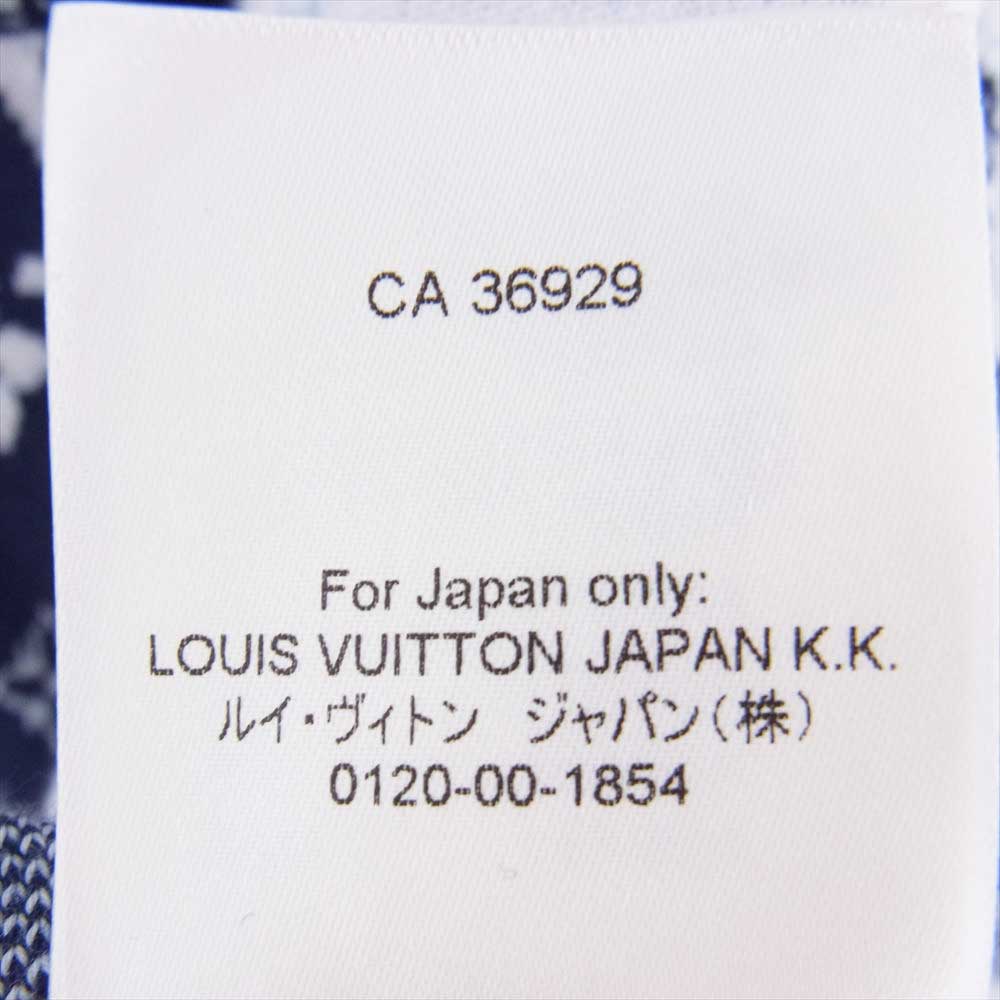 CA 36929
For Japan only:
LOUIS VUITTON JAPAN K.K.
ルイ・ヴィトン　ジャパン(株)
0120-00-1854